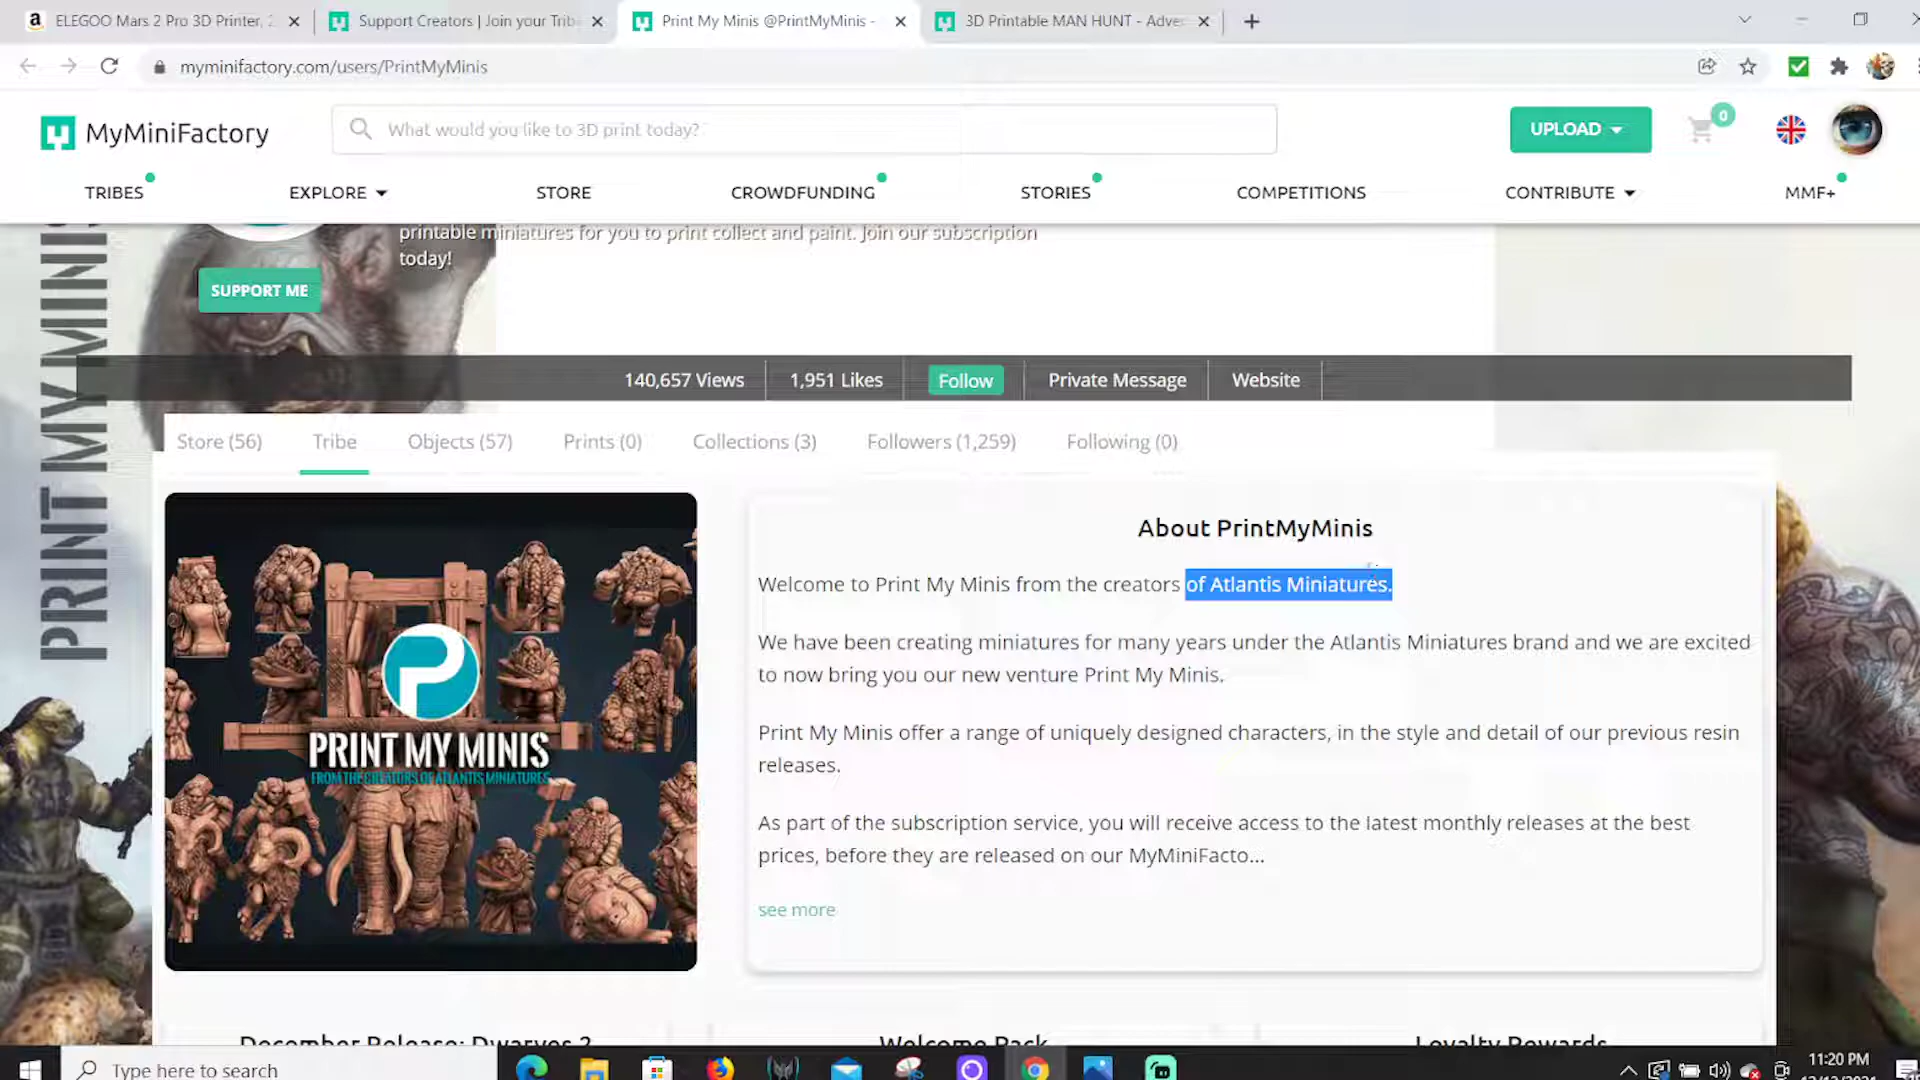 ELEGOO Mars 2 Pro 3D Printer, 2
Support Creators | Join your Trib
Print My Minis @PrintMyMinis -
3D Printable MAN HUNT - Adve
myminifactory.com/users/PrintMyMinis
MyMiniFactory
What would you like to 3D print today?
UPLOAD
0
TRIBES
EXPLORE
STORE
CROWDFUNDING
STORIES
COMPETITIONS
CONTRIBUTE
MMF+
PRINT MY MINIS
printable miniatures for you to print collect and paint. Join our subscription
today!
SUPPORT ME
140,657 Views
1,951 Likes
Follow
Private Message
Website
Store (56)
Tribe
Objects (57)
Prints (0)
Collections (3)
Followers (1,259)
Following (0)
PRINT MY MINIS
FROM THE CREATORS OF ATLANTIS MINIATURES
About PrintMyMinis
Welcome to Print My Minis from the creators of Atlantis Miniatures.
We have been creating miniatures for many years under the Atlantis Miniatures brand and we are excited
to now bring you our new venture Print My Minis.
Print My Minis offer a range of uniquely designed characters, in the style and detail of our previous resin
releases.
As part of the subscription service, you will receive access to the latest monthly releases at the best
prices, before they are released on our MyMiniFacto...
see more
December Release: Dwarves 2
Welcome Pack
Loyalty Rewards
Type here to search
11:20 PM